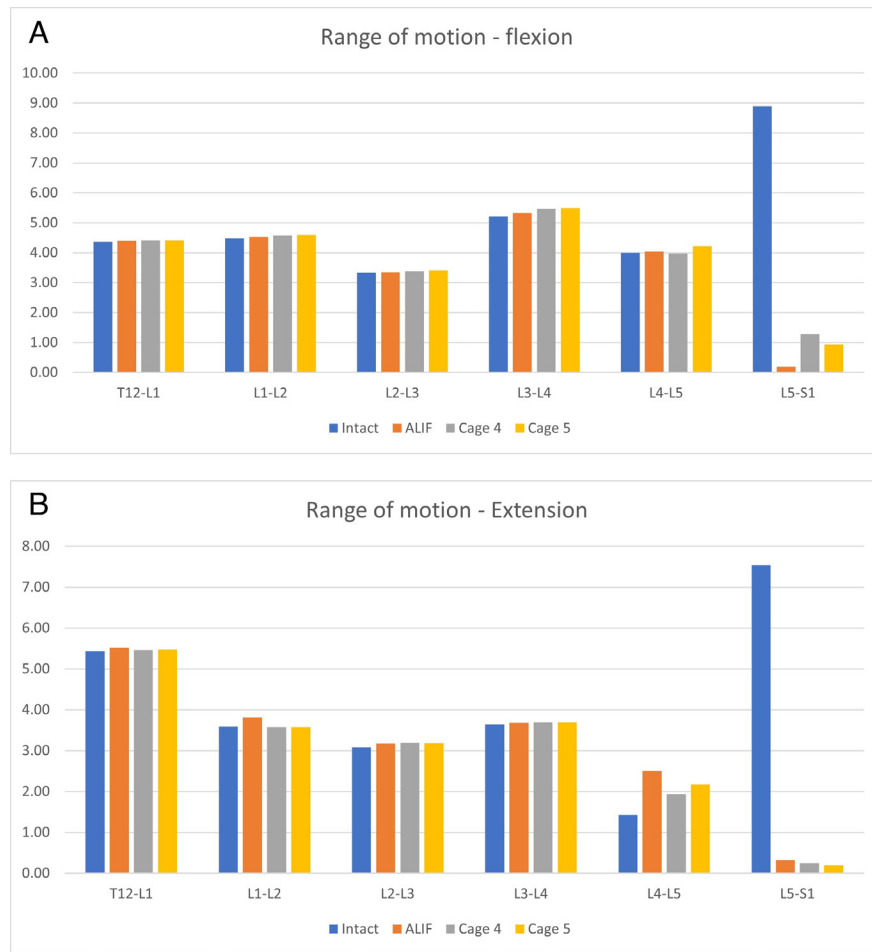 A
Range of motion - flexion
10.00
9.00
8.00
7.00
6.00
5.00
4.00
3.00
2.00
1.00
0.00
T12-L1 L1-L2 L2-L3 L3-L4 L4-L5 L5-S1
Intact ALIF Cage 4 Cage 5
B
Range of motion - Extension
8.00
7.00
6.00
5.00
4.00
3.00
2.00
1.00
0.00
T12-L1 L1-L2 L2-L3 L3-L4 L4-L5 L5-S1
Intact ALIF Cage 4 Cage 5